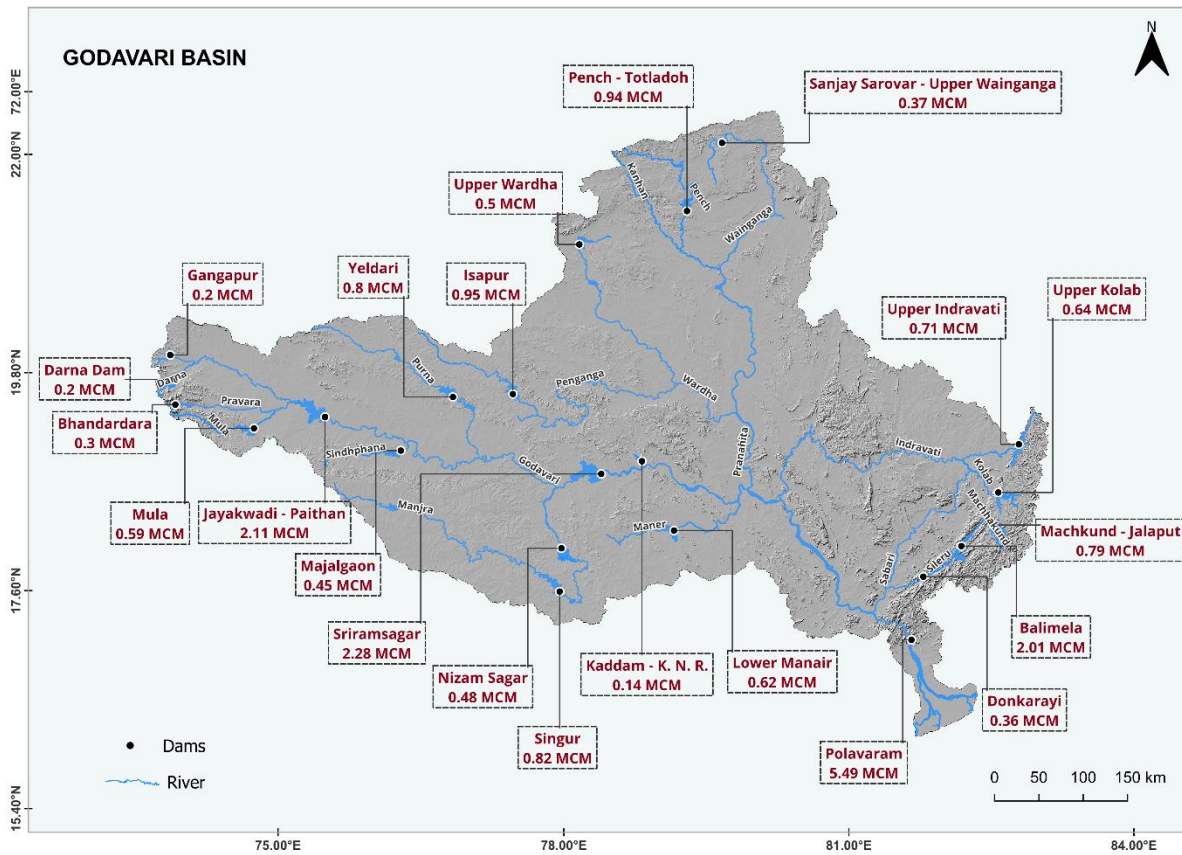 GODAVARI BASIN
N
Pench - Totladoh
0.94 MCM
Sanjay Sarovar - Upper Wainganga
0.37 MCM
72.00°E
22.00°N
19.80°N
17.60°N
15.40°N
Upper Wardha
0.5 MCM
Kanhan
Pench
Wainganga
Gangapur
0.2 MCM
Yeldari
0.8 MCM
Isapur
0.95 MCM
Upper Indravati
0.71 MCM
Upper Kolab
0.64 MCM
Darna Dam
0.2 MCM
Bhandardara
0.3 MCM
Darna
Pravara
Mula
Purna
Penganga
Wardha
Sindhphana
Godavari
Pranahita
Indravati
Kolab
Machhakund
Manjra
Maner
Sabari
Sileru
Mula
0.59 MCM
Jayakwadi - Paithan
2.11 MCM
Machkund - Jalaput
0.79 MCM
Majalgaon
0.45 MCM
Sriramsagar
2.28 MCM
Nizam Sagar
0.48 MCM
Kaddam - K. N. R.
0.14 MCM
Lower Manair
0.62 MCM
Balimela
2.01 MCM
Donkarayi
0.36 MCM
Singur
0.82 MCM
Polavaram
5.49 MCM
Dams
River
0 50 100 150 km
75.00°E 78.00°E 81.00°E 84.00°E